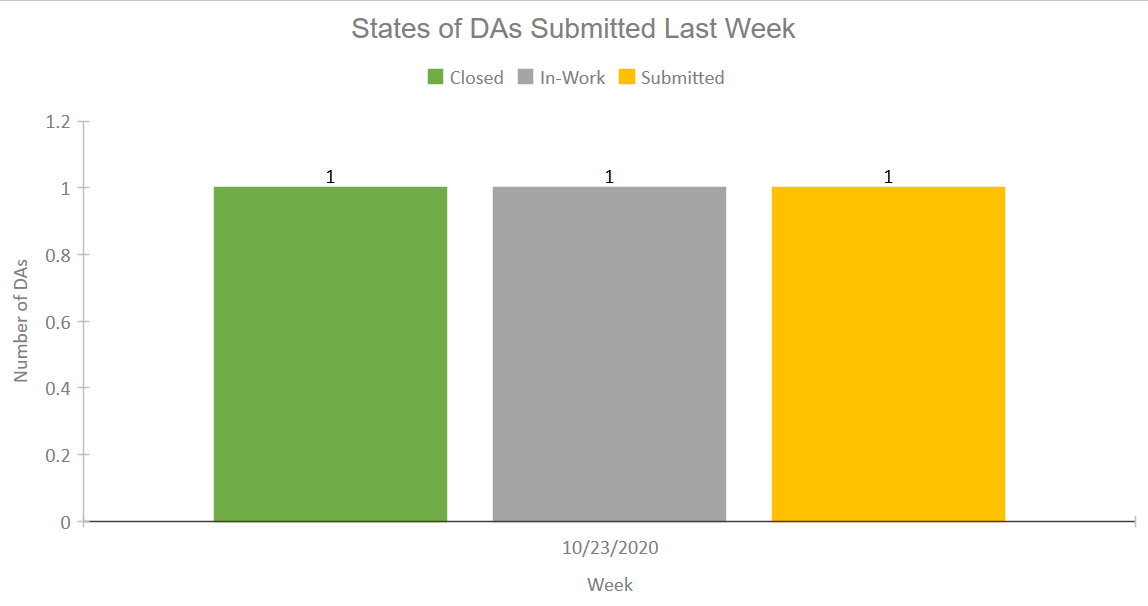 States of DAs Submitted Last Week
Closed In-Work Submitted
1.2
1
0.8
0.6
0.4
0.2
0
Number of DAs
1 1 1
10/23/2020
Week